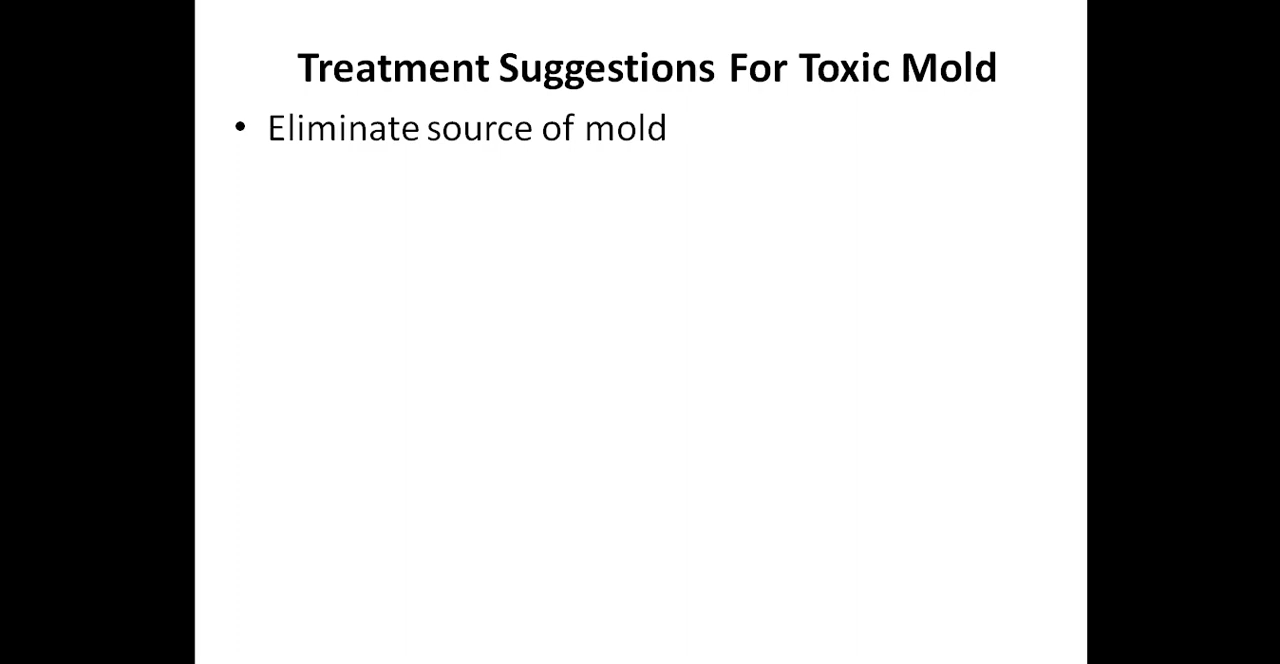 Treatment Suggestions For Toxic Mold
• Eliminate source of mold